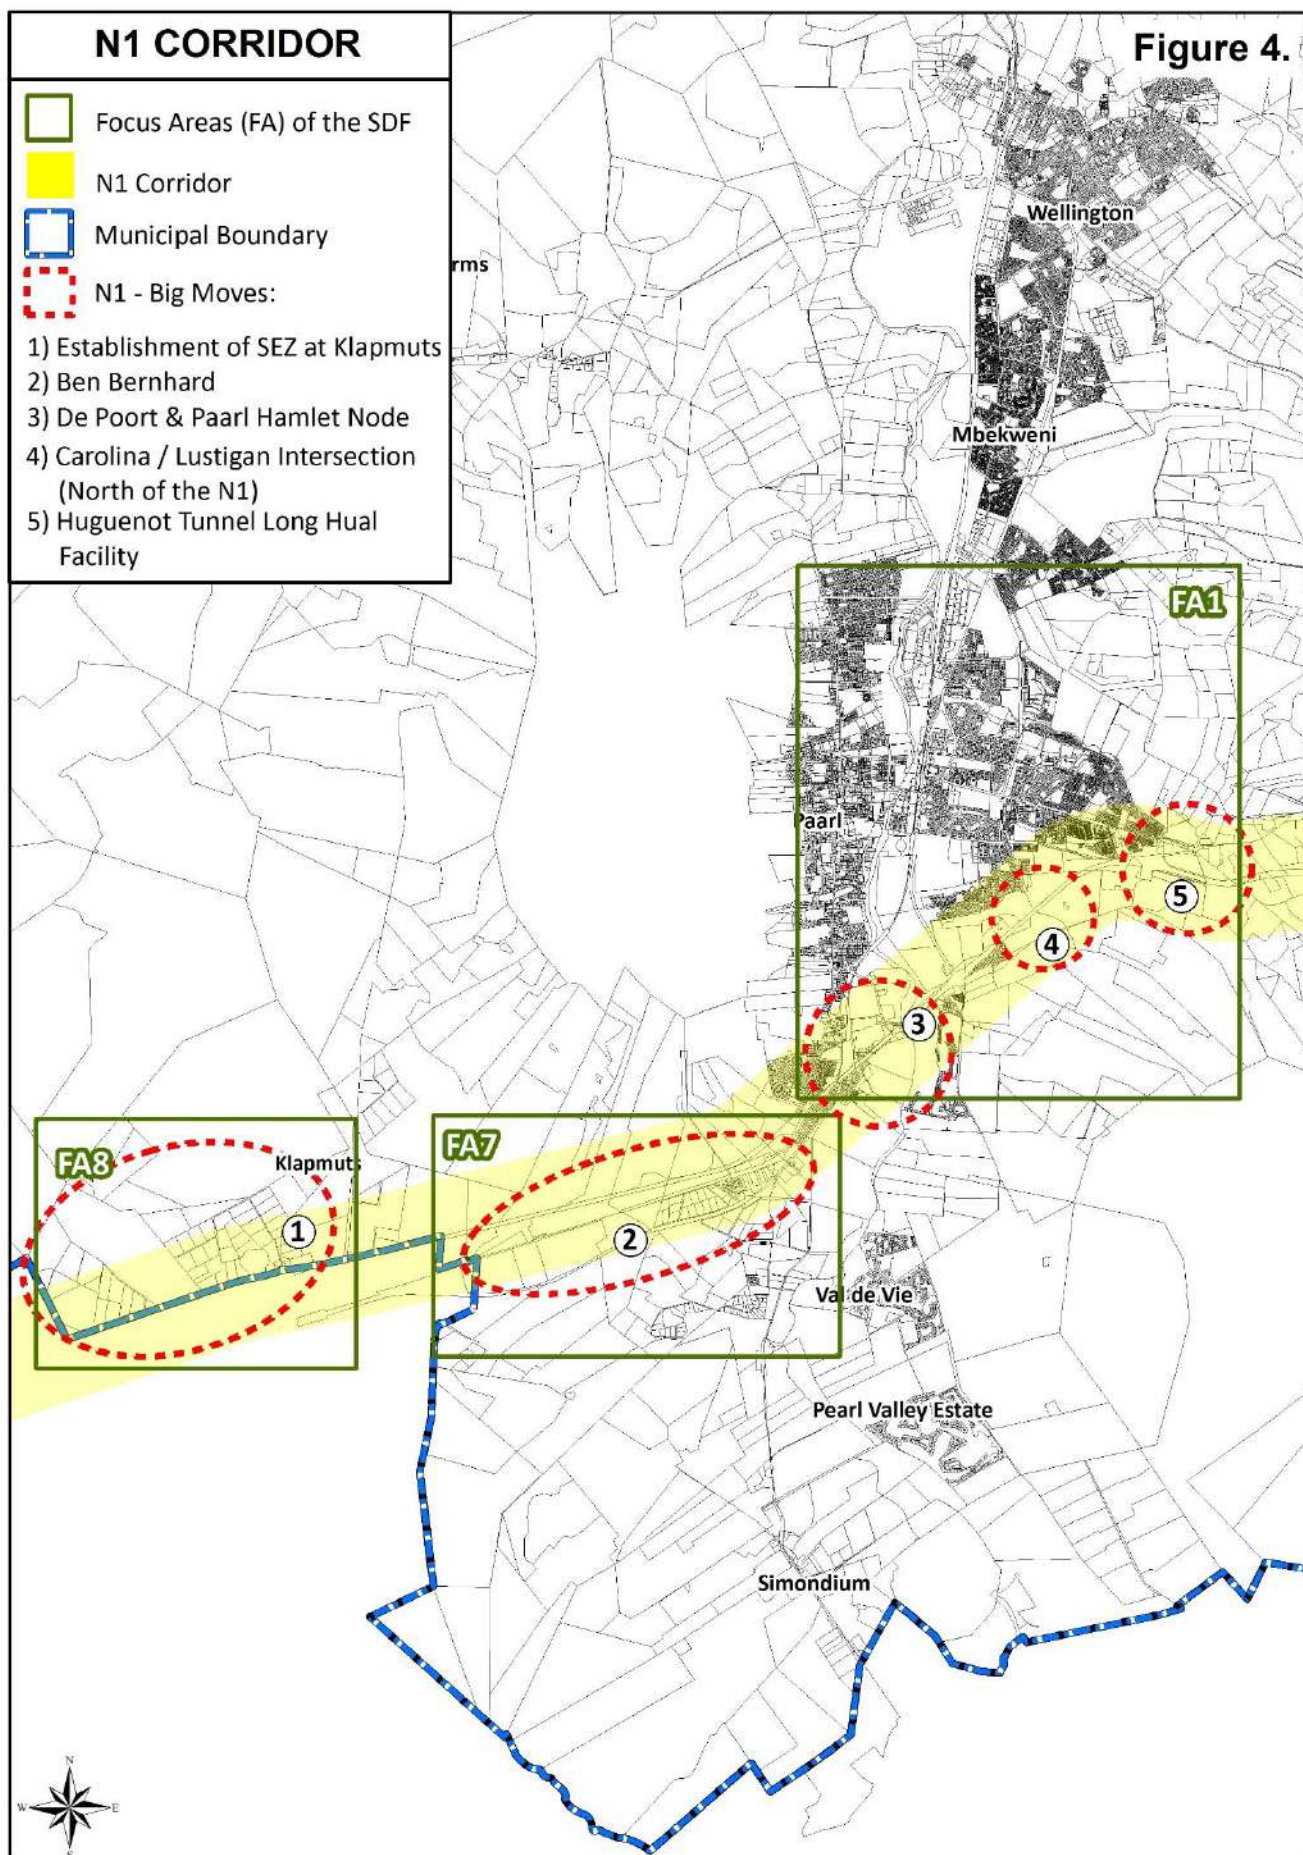 N1 CORRIDOR
Focus Areas (FA) of the SDF
N1 Corridor
Municipal Boundary
N1 - Big Moves:
1) Establishment of SEZ at Klapmuts
2) Ben Bernhard
3) De Poort & Paarl Hamlet Node
4) Carolina / Lustigan Intersection
(North of the N1)
5) Huguenot Tunnel Long Hual
Facility
Figure 4.
Wellington
rms
Mbekweni
FA1
Paarl
5
4
3
FA8
Klapmuts
FA7
1
2
Val de Vie
Pearl Valley Estate
Simondium
N
W
E
S